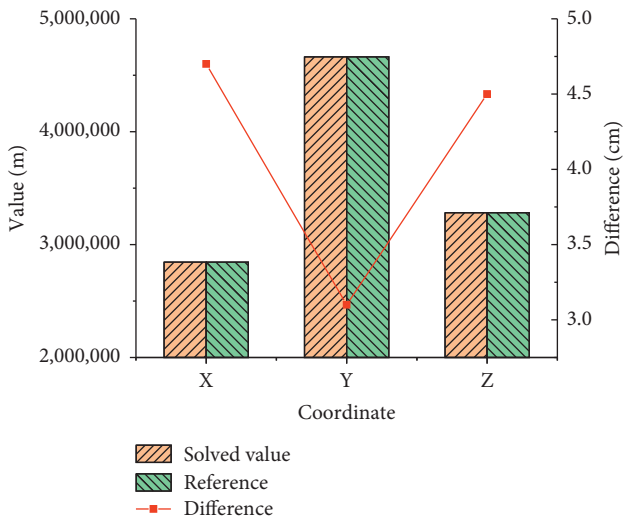 5,000,000
4,000,000
3,000,000
2,000,000
Value (m)
5.0
4.5
4.0
3.5
3.0
Difference (cm)
X Y Z
Coordinate
Solved value
Reference
Difference